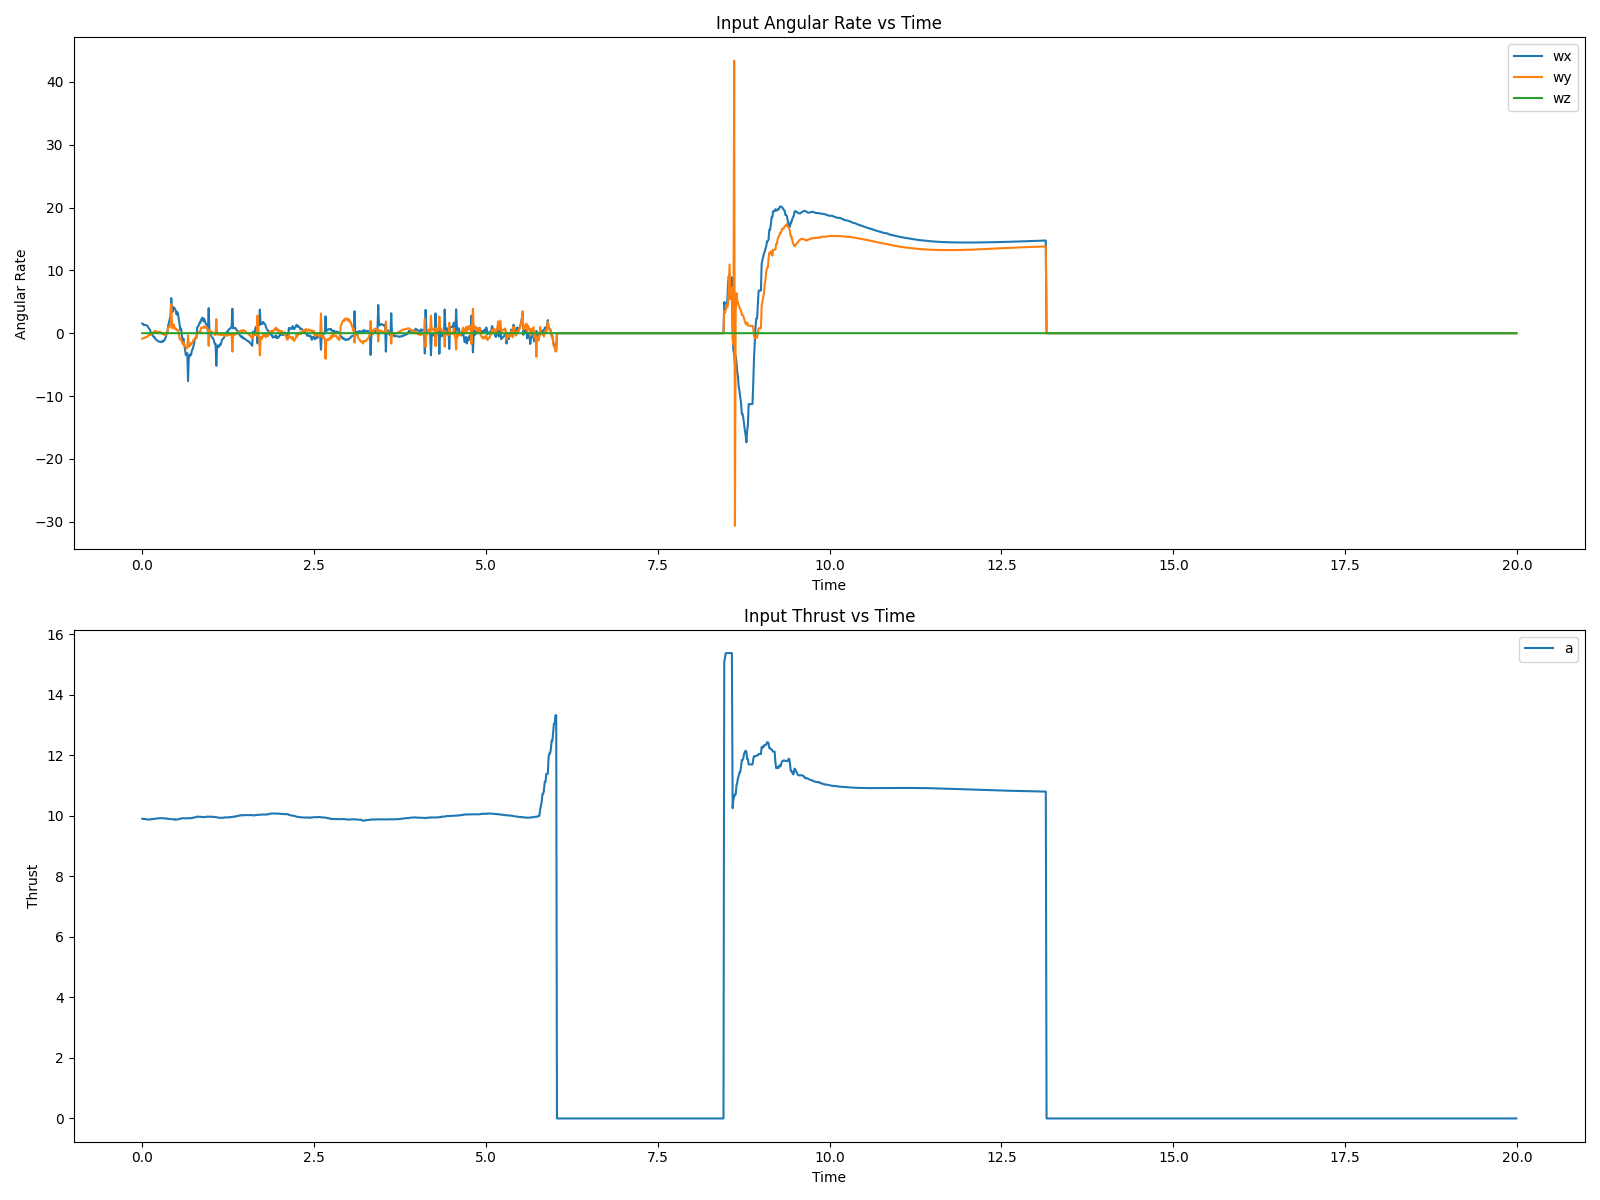 Input Angular Rate vs Time
wx
wy
wz
40
30
20
10
0
−10
−20
−30
Angular Rate
0.0 2.5 5.0 7.5 10.0 12.5 15.0 17.5 20.0
Time
Input Thrust vs Time
a
16
14
12
10
8
6
4
2
0
Thrust
0.0 2.5 5.0 7.5 10.0 12.5 15.0 17.5 20.0
Time